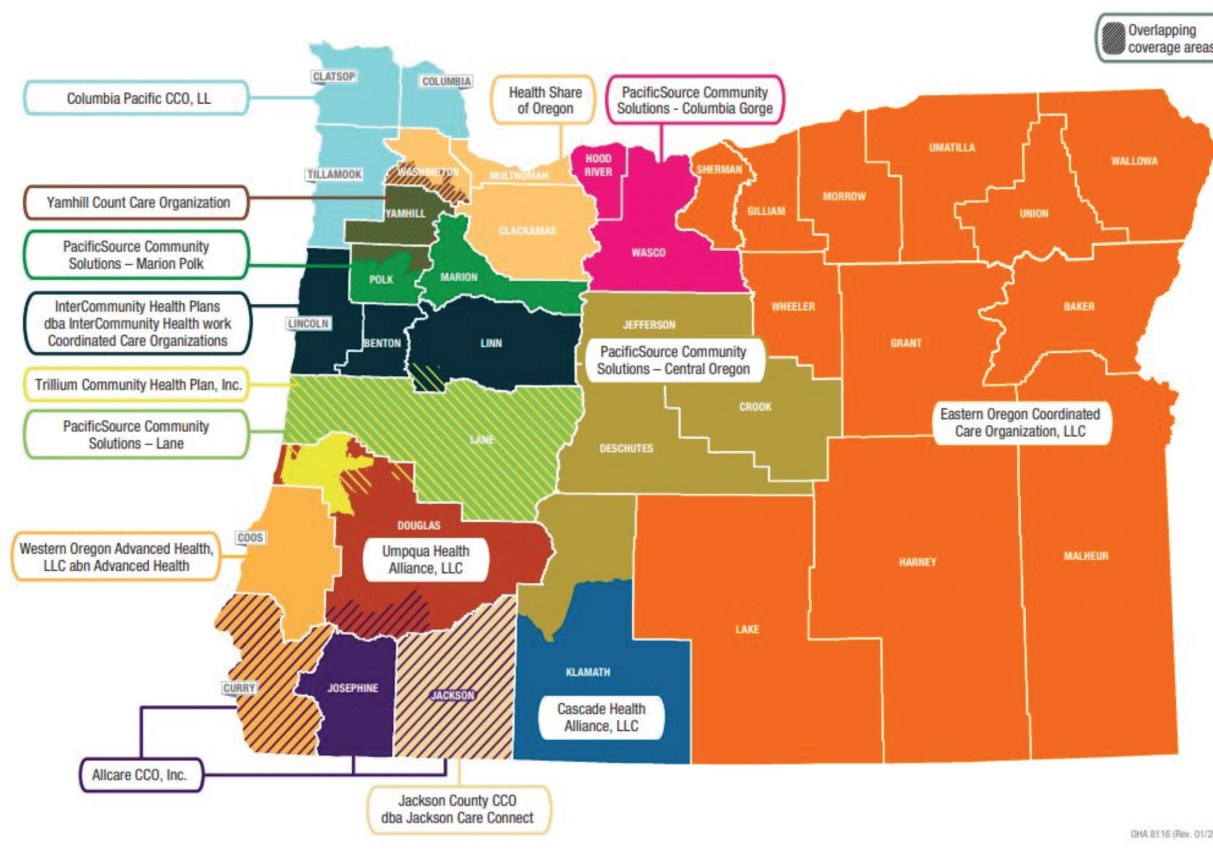 Overlapping
coverage areas
CLATSOP
COLUMBIA
Columbia Pacific CCO, LL
Health Share
of Oregon
PacificSource Community
Solutions - Columbia Gorge
TILLAMOOK
WASHINGTON
MULTNOMAH
HOOD
RIVER
SHERMAN
UMATILLA
WALLOWA
MORROW
UNION
GILLIAM
Yamhill Count Care Organization
YAMHILL
CLACKAMAS
WASCO
PacificSource Community
Solutions – Marion Polk
POLK
MARION
BAKER
WHEELER
InterCommunity Health Plans
dba InterCommunity Health work
Coordinated Care Organizations
LINCOLN
BENTON
LINN
JEFFERSON
GRANT
PacificSource Community
Solutions – Central Oregon
Trillium Community Health Plan, Inc.
CROOK
Eastern Oregon Coordinated
Care Organization, LLC
PacificSource Community
Solutions – Lane
LANE
DESCHUTES
DOUGLAS
Umpqua Health
Alliance, LLC
COOS
Western Oregon Advanced Health,
LLC abn Advanced Health
HARNEY
MALHEUR
LAKE
KLAMATH
Cascade Health
Alliance, LLC
CURRY
JOSEPHINE
JACKSON
Allcare CCO, Inc.
Jackson County CCO
dba Jackson Care Connect
OHA 8116 (Rev. 01/2